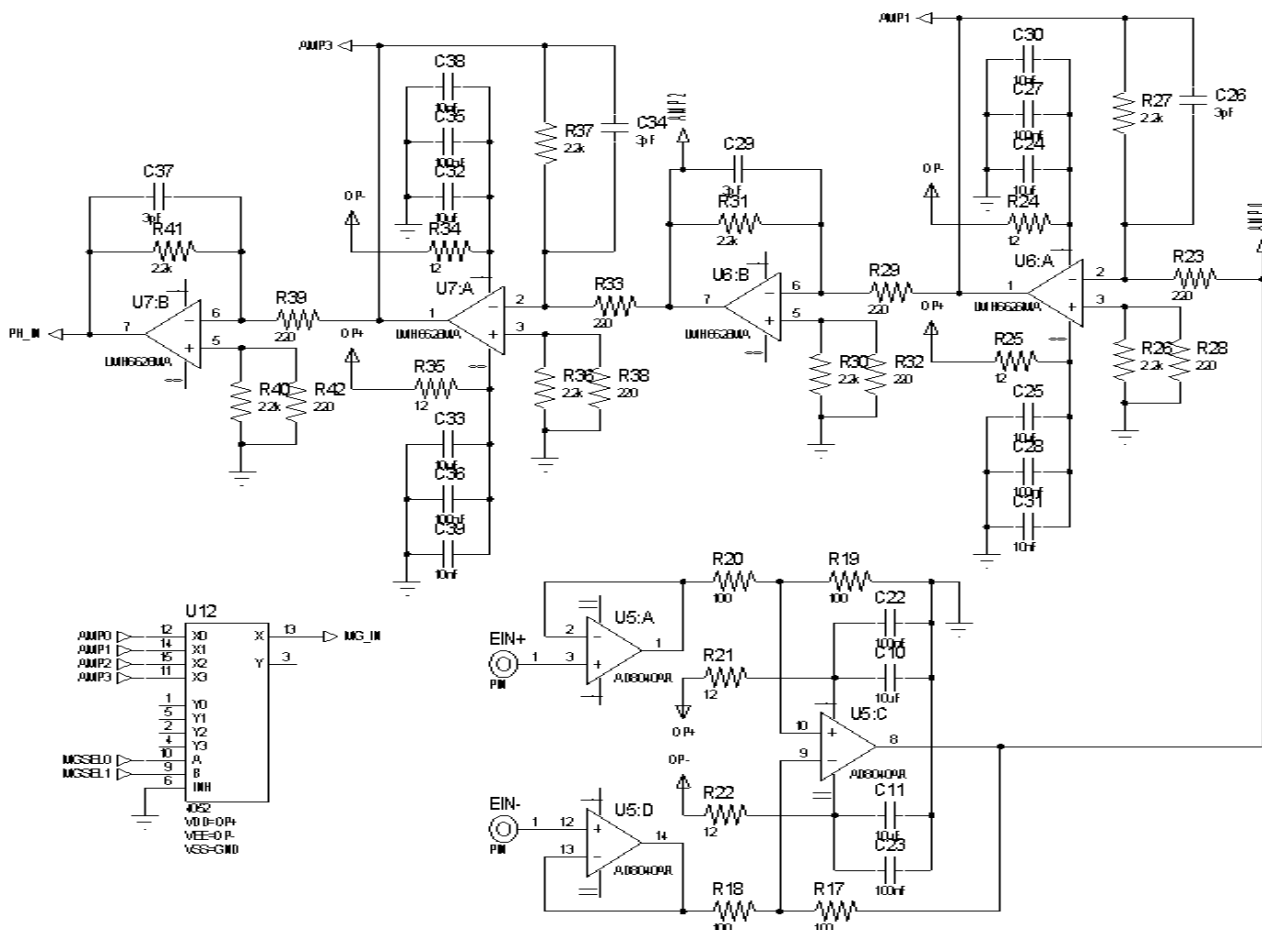 AMP1
C30
10nf
C27
100nf
C24
10uf
R27
2.2k
C26
3pf
AMP3
C38
10nf
C35
100nf
C32
10uf
R37
2.2k
C34
3pf
AMP2
C29
3pf
R31
2.2k
C37
3pf
R41
2.2k
OP-
R34
12
OP-
R24
12
AMP0
U7:B
7
6
5
LMH6626MA
PH_IN
R39
220
U7:A
1
2
3
LMH6626MA
R33
220
U6:B
7
6
5
LMH6626MA
R29
220
U6:A
1
2
3
LMH6626MA
R23
220
OP+
R35
12
OP+
R25
12
R40
2.2k
R42
220
R36
2.2k
R38
220
R30
2.2k
R32
220
R26
2.2k
R28
220
C33
10uf
C36
100nf
C39
10nf
C25
10uf
C28
100nf
C31
10nf
R20
100
R19
100
U12
AMP0
12
X0
X
13
MG_IN
AMP1
14
X1
AMP2
15
X2
Y
3
AMP3
11
X3
1
Y0
5
Y1
2
Y2
4
Y3
MGSEL0
10
A
MGSEL1
9
B
6
INH
4052
VDD=OP+
VEE=OP-
VSS=GND
EIN+
1
PIN
U5:A
2
3
1
AD8040AR
R21
12
OP+
C22
100nf
C10
10uf
U5:C
10
9
8
AD8040AR
OP-
R22
12
C11
10uf
C23
100nf
EIN-
1
PIN
U5:D
12
13
14
AD8040AR
R18
100
R17
100